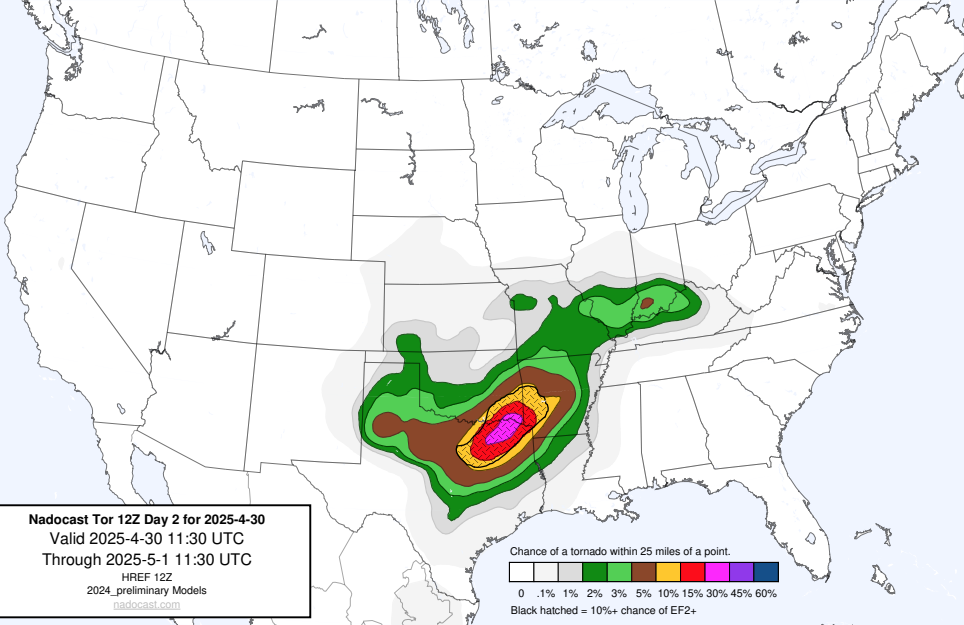 Nadocast Tor 12Z Day 2 for 2025-4-30
Valid 2025-4-30 11:30 UTC
Through 2025-5-1 11:30 UTC
HREF 12Z
2024_preliminary Models
nadocast.com
Chance of a tornado within 25 miles of a point.
0 .1% 1% 2% 3% 5% 10% 15% 30% 45% 60%
Black hatched = 10%+ chance of EF2+